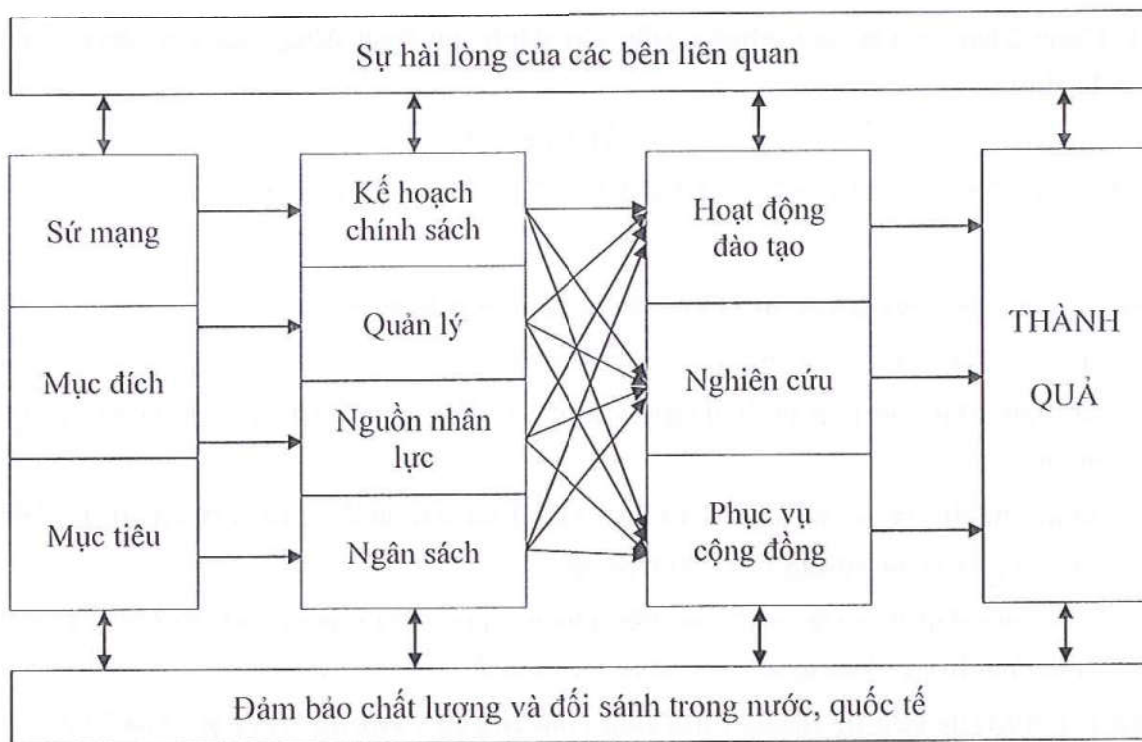 Sự hài lòng của các bên liên quan
Sứ mạng
Mục đích
Mục tiêu
Kế hoạch
chính sách
Quản lý
Nguồn nhân
lực
Ngân sách
Hoạt động
đào tạo
Nghiên cứu
Phục vụ
cộng đồng
THÀNH
QUẢ
Đảm bảo chất lượng và đối sánh trong nước, quốc tế